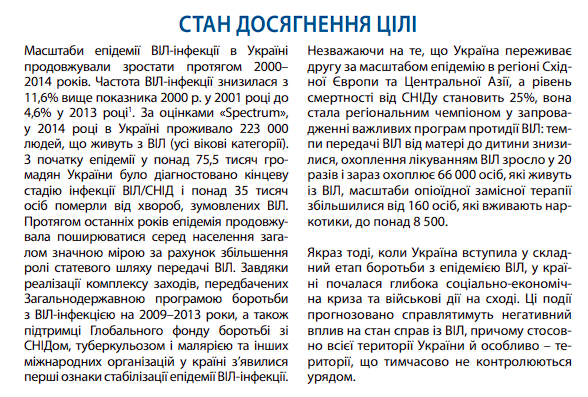 СТАН ДОСЯГНЕННЯ ЦІЛІ
Масштаби епідемії ВІЛ-інфекції в Україні
продовжували зростати протягом 2000–
2014 років. Частота ВІЛ-інфекції знизилася з
11,6% вище показника 2000 р. у 2001 році до
4,6% у 2013 році¹. За оцінками «Spectrum»,
у 2014 році в Україні проживало 223 000
людей, що живуть з ВІЛ (усі вікові категорії).
З початку епідемії у понад 75,5 тисяч гро-
мадян України було діагностовано кінцеву
стадію інфекції ВІЛ/СНІД і понад 35 тисяч
осіб померли від хвороб, зумовлених ВІЛ.
Протягом останніх років епідемія продовжу-
вала поширюватися серед населення зага-
лом значною мірою за рахунок збільшення
ролі статевого шляху передачі ВІЛ. Завдяки
реалізації комплексу заходів, передбачених
Загальнодержавною програмою боротьби
з ВІЛ-інфекцією на 2009–2013 роки, а також
підтримці Глобального фонду боротьбі зі
СНІДом, туберкульозом і малярією та інших
міжнародних організацій у країні з’явилися
перші ознаки стабілізації епідемії ВІЛ-інфекції.
Незважаючи на те, що Україна переживає
другу за масштабом епідемію в регіоні Схід-
ної Європи та Центральної Азії, а рівень
смертності від СНІДу становить 25%, вона
стала регіональним чемпіоном у запрова-
дженні важливих програм протидії ВІЛ: тем-
пи передачі ВІЛ від матері до дитини знизи-
лися, охоплення лікуванням ВІЛ зросло у 20
разів і зараз охоплює 66 000 осіб, які живуть
із ВІЛ, масштаби опіоїдної замісної терапії
збільшилися від 160 осіб, які вживають нар-
котики, до понад 8 500.
Якраз тоді, коли Україна вступила у склад-
ний етап боротьби з епідемією ВІЛ, у краї-
ні почалася глибока соціально-економіч-
на криза та військові дії на сході. Ці події
прогнозовано справлятимуть негативний
вплив на стан справ із ВІЛ, причому стосов-
но всієї території України й особливо – те-
риторії, що тимчасово не контролюються
урядом.